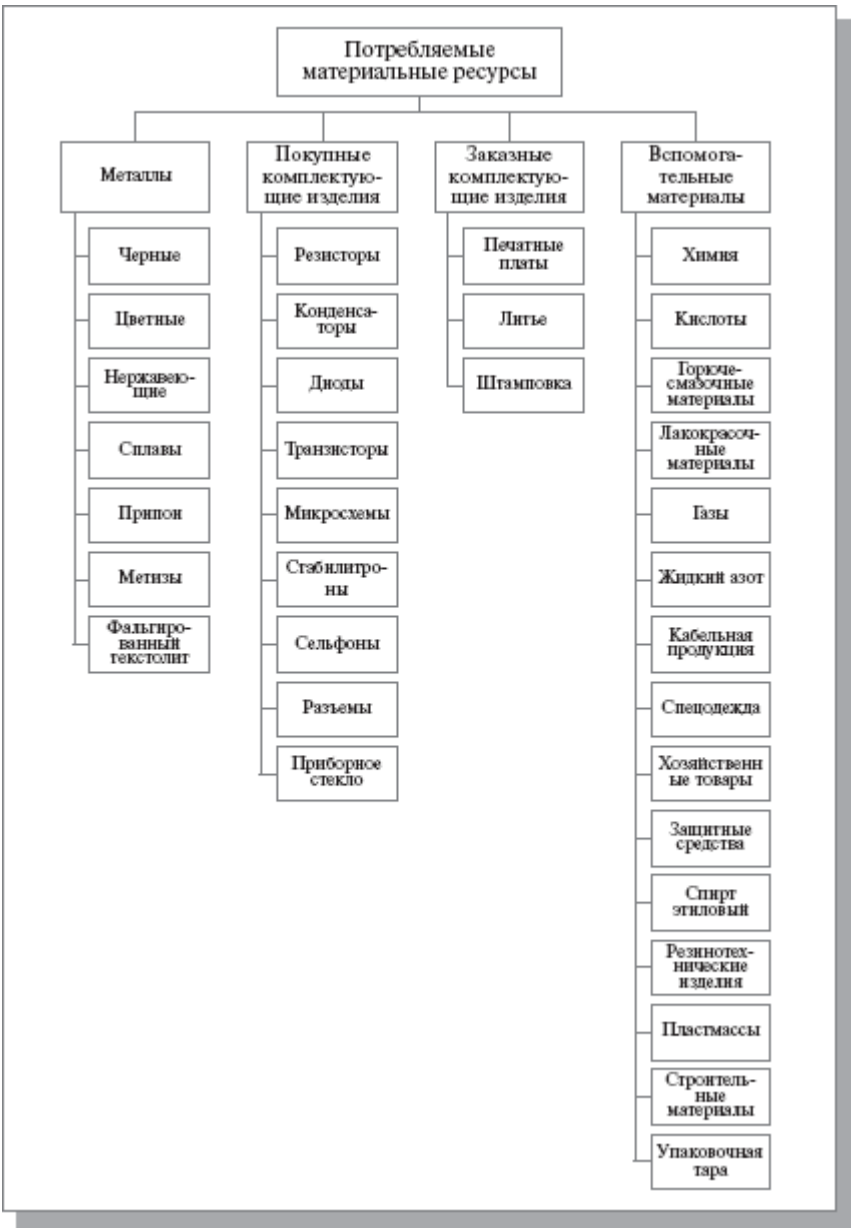 Потребляемые
материальные ресурсы
Металлы
Черные
Цветные
Нержавею-
щие
Сплавы
Припои
Метизы
Фальгиро-
ванный
текстолит
Покупные
комплектую-
щие изделия
Резисторы
Конденса-
торы
Диоды
Транзисторы
Микросхемы
Стабилитро-
ны
Сельфоны
Разъемы
Приборное
стекло
Заказные
комплектую-
щие изделия
Печатные
платы
Литье
Штамповка
Вспомога-
тельные
материалы
Химия
Кислоты
Горюче-
смазочные
материалы
Лакокрасоч-
ные
материалы
Газы
Жидкий азот
Кабельная
продукция
Спецодежда
Хозяйственн
ые товары
Защитные
средства
Спирт
этиловый
Резинотех-
нические
изделия
Пластмассы
Строитель-
ные
материалы
Упаковочная
тара